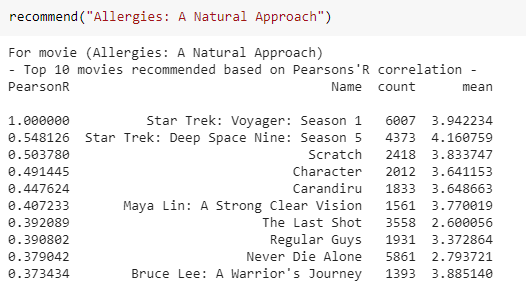 recommend("Allergies: A Natural Approach")
For movie (Allergies: A Natural Approach)
- Top 10 movies recommended based on Pearsons'R correlation -
PearsonR Name count mean
1.000000 Star Trek: Voyager: Season 1 6007 3.942234
0.548126 Star Trek: Deep Space Nine: Season 5 4373 4.160759
0.503780 Scratch 2418 3.833747
0.491445 Character 2012 3.641153
0.447624 Carandiru 1833 3.648663
0.407233 Maya Lin: A Strong Clear Vision 1561 3.770019
0.392089 The Last Shot 3558 2.600056
0.390802 Regular Guys 1931 3.372864
0.379042 Never Die Alone 5861 2.793721
0.373434 Bruce Lee: A Warrior's Journey 1393 3.885140